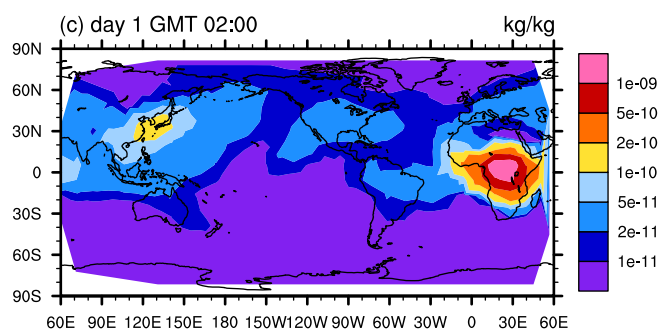 (c) day 1 GMT 02:00 kg/kg
90N
60N
30N
0
30S
60S
90S
60E 90E 120E 150E 180 150W 120W 90W 60W 30W 0 30E 60E
1e-09
5e-10
2e-10
1e-10
5e-11
2e-11
1e-11